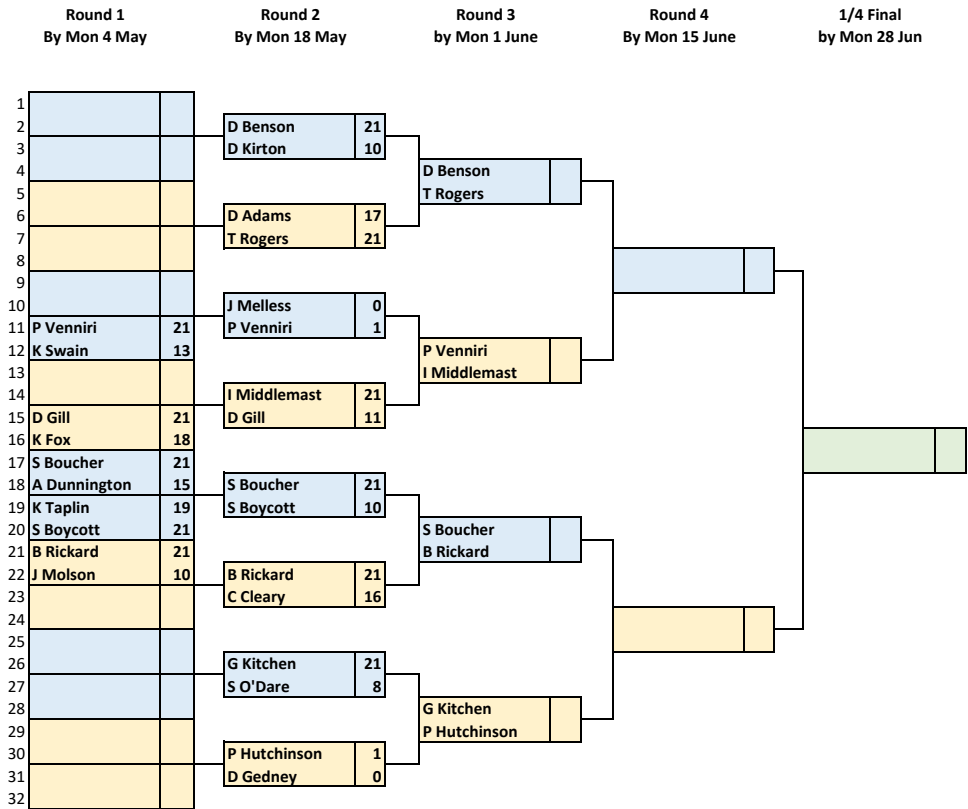 Round 1 Round 2 Round 3 Round 4 1/4 Final
By Mon 4 May By Mon 18 May by Mon 1 June By Mon 15 June by Mon 28 Jun
1
2 D Benson 21
3 D Kirton 10
4 D Benson
5 T Rogers
6 D Adams 17
7 T Rogers 21
8
9
10 J Melless 0
11 P Venniri 21 P Venniri 1
12 K Swain 13 P Venniri
13 I Middlemast
14 I Middlemast 21
15 D Gill 21 D Gill 11
16 K Fox 18
17 S Boucher 21
18 A Dunnington 15 S Boucher 21
19 K Taplin 19 S Boycott 10
20 S Boycott 21 S Boucher
21 B Rickard 21 B Rickard
22 J Molson 10 B Rickard 21
23 C Cleary 16
24
25
26 G Kitchen 21
27 S O'Dare 8
28 G Kitchen
29 P Hutchinson
30 P Hutchinson 1
31 D Gedney 0
32